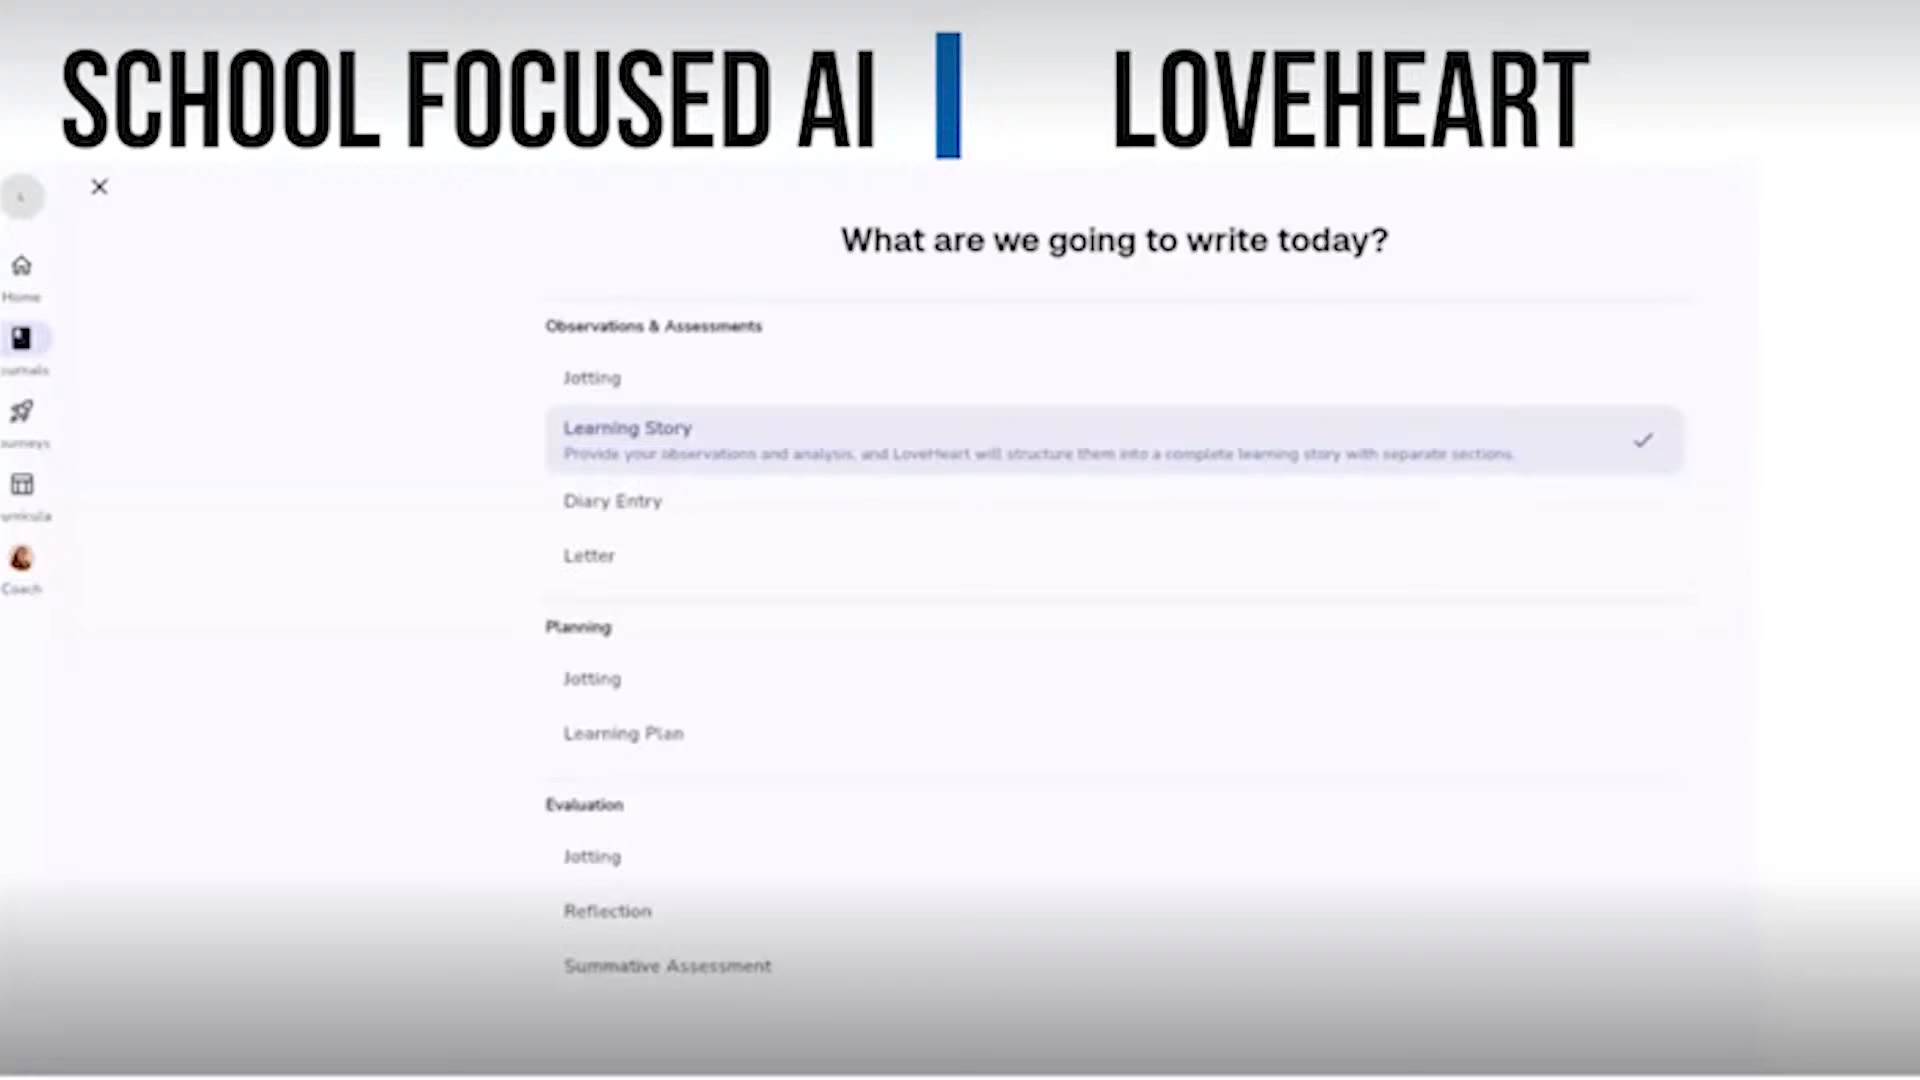 SCHOOL FOCUSED AI LOVEHEART
What are we going to write today?
Home
Observations & Assessments
Jotting
Learning Story
Provide your observations and analysis, and LoveHeart will structure them into a complete learning story with separate sections.
Diary Entry
Letter
Coach
Planning
Jotting
Learning Plan
Evaluation
Jotting
Reflection
Summative Assessment